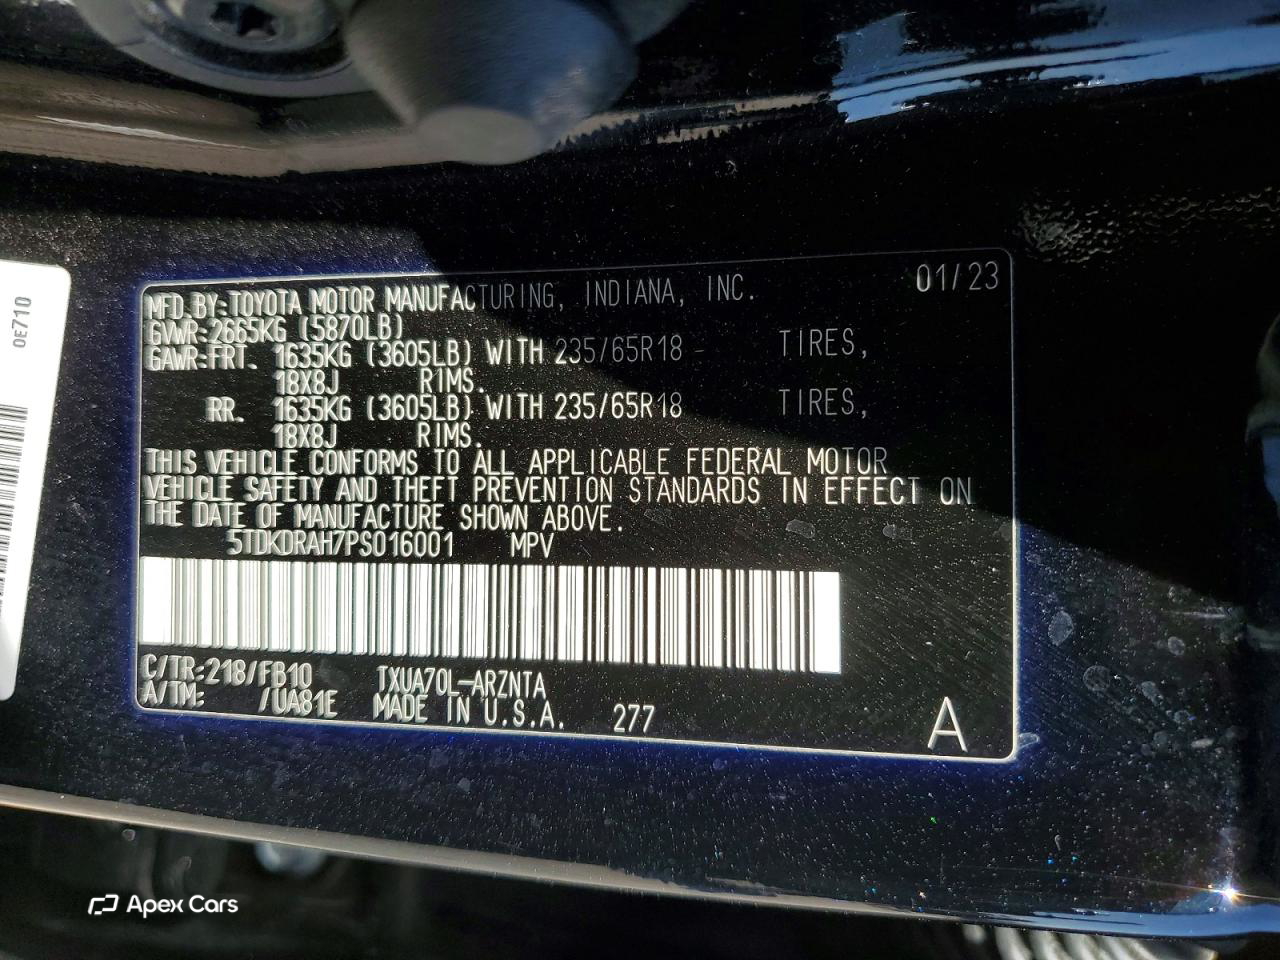 0E710
MFD.BY:TOYOTA MOTOR MANUFACTURING, INDIANA, INC. 01/23
GVWR:2665KG (5870LB)
GAWR:FRT. 1635KG (3605LB) WITH 235/65R18 TIRES,
18X8J RIMS.
RR. 1635KG (3605LB) WITH 235/65R18 TIRES,
18X8J RIMS.
THIS VEHICLE CONFORMS TO ALL APPLICABLE FEDERAL MOTOR
VEHICLE SAFETY AND THEFT PREVENTION STANDARDS IN EFFECT ON
THE DATE OF MANUFACTURE SHOWN ABOVE.
5TDKDRAH7PS016001 MPV
C/TR:218/FB10 TXUA70L-ARZNTA
A/TM: /UA81E MADE IN U.S.A. 277 A
Apex Cars